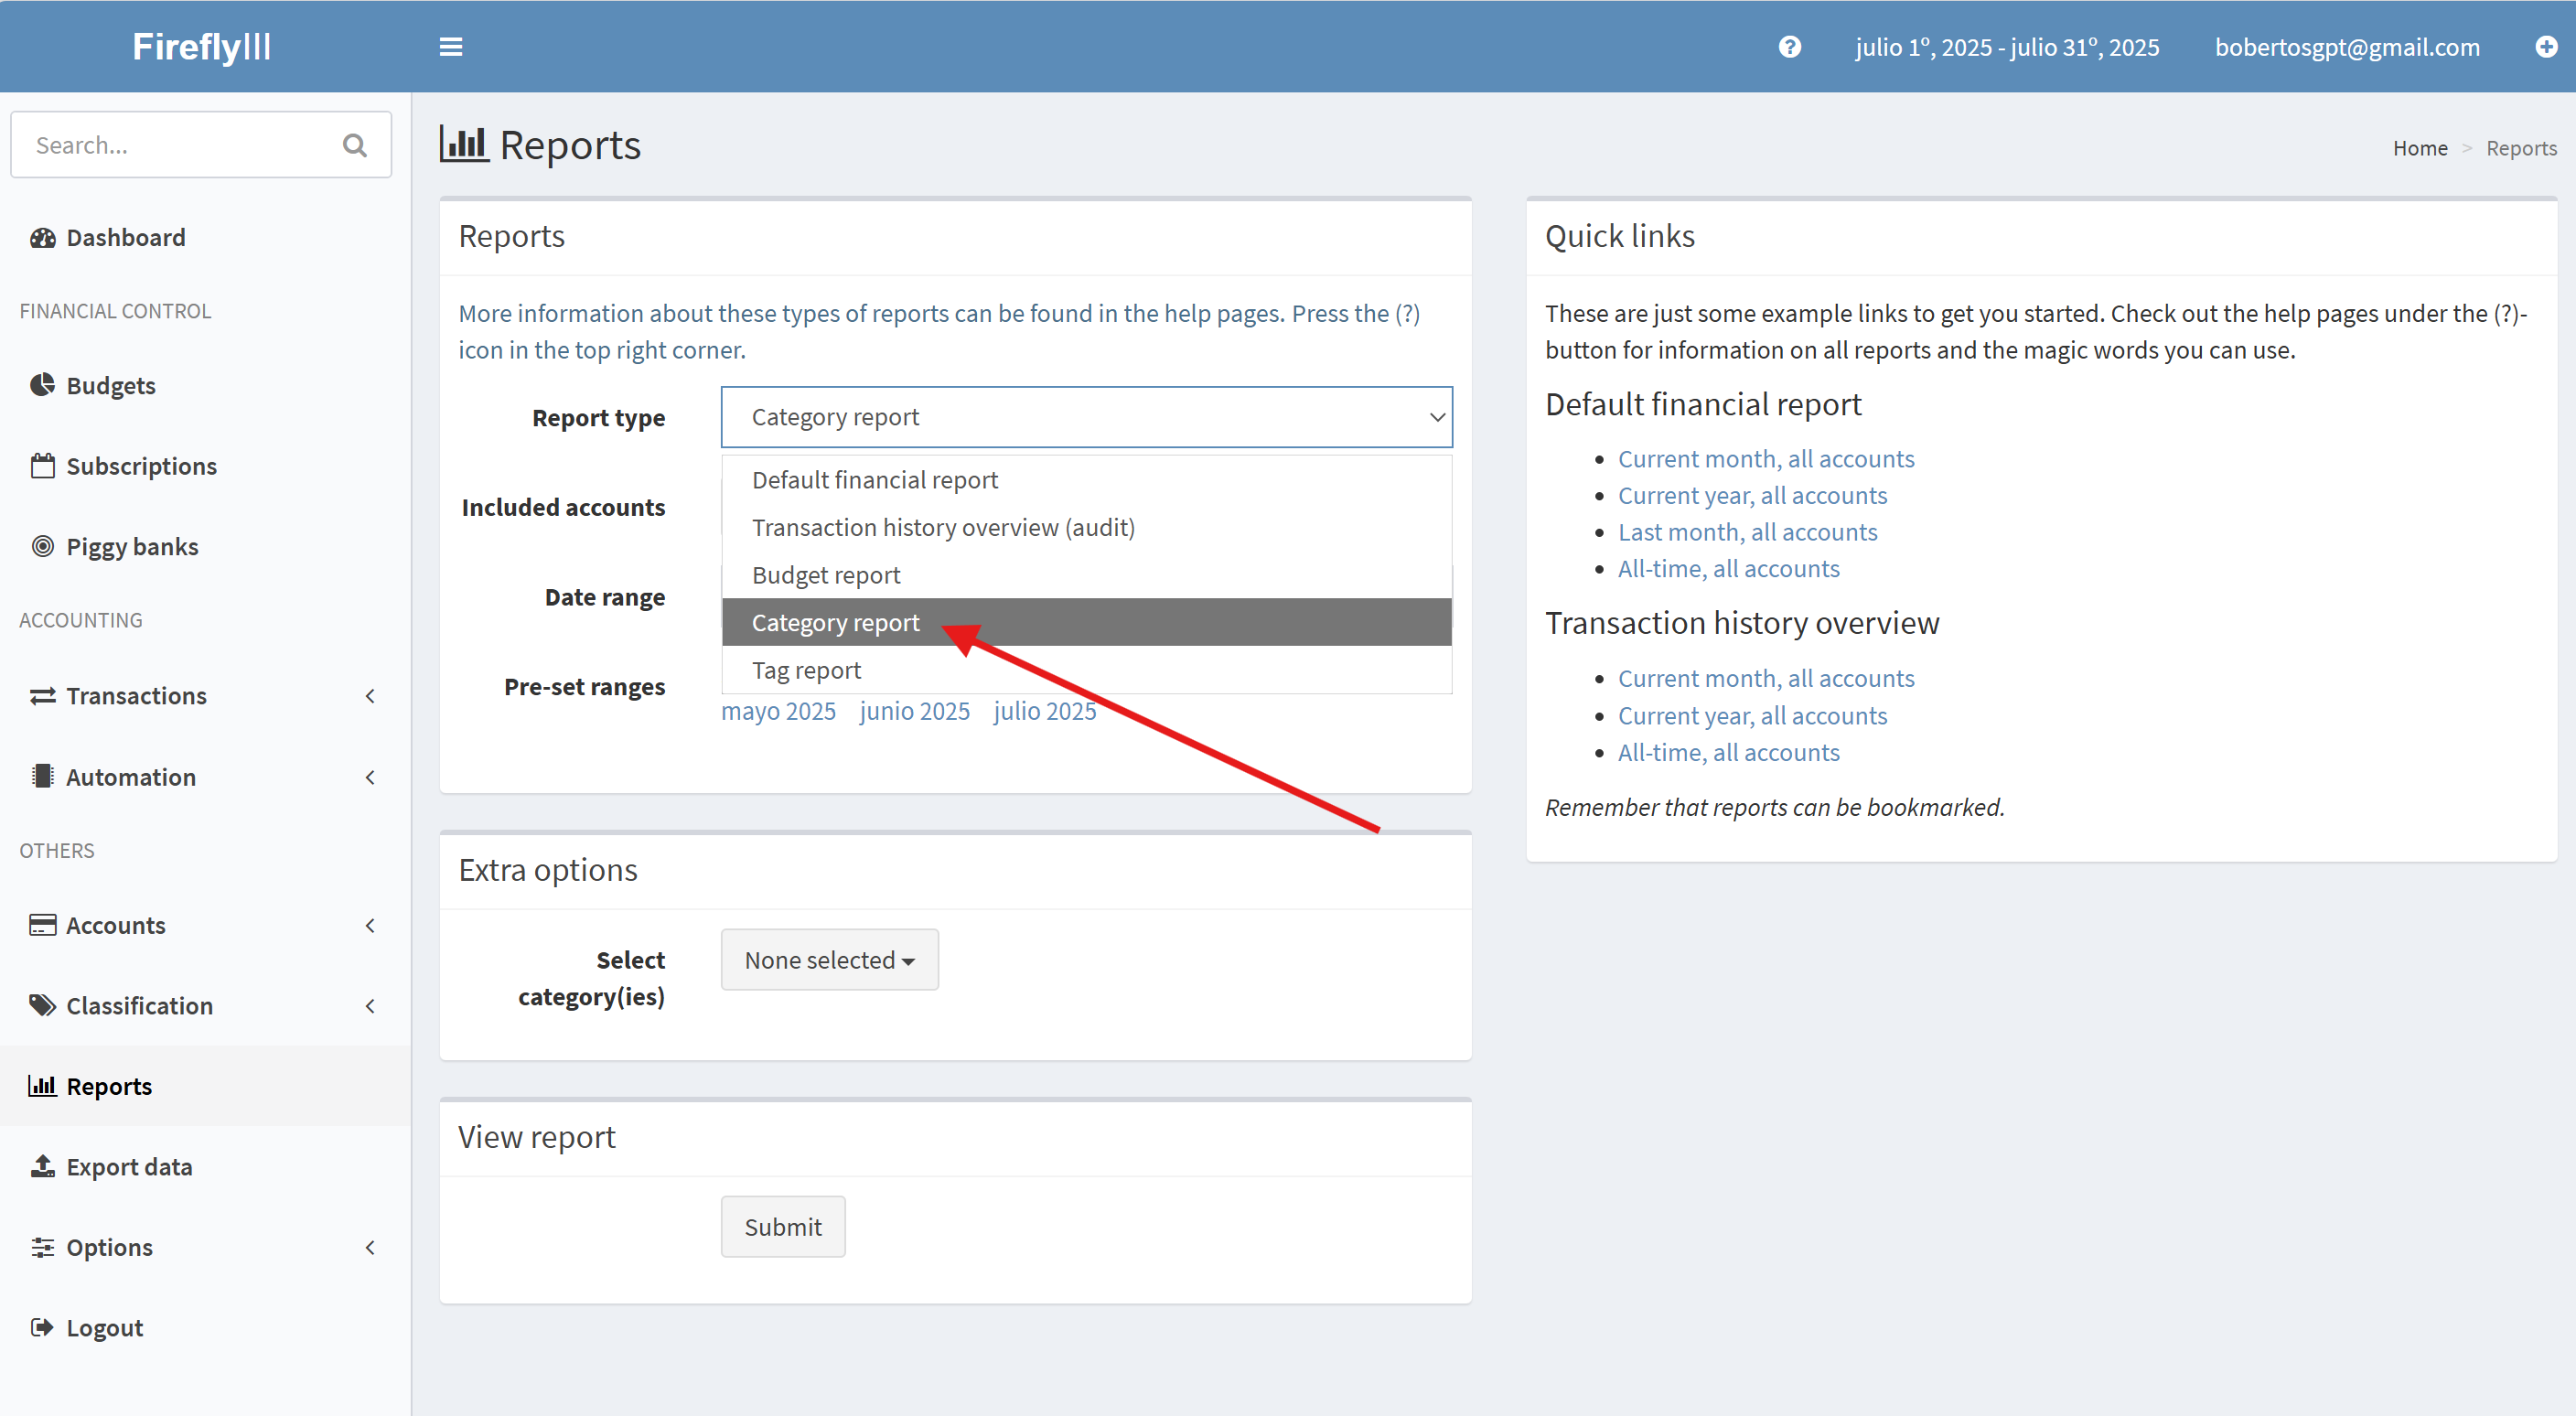 FireflyIII
julio 1º, 2025 - julio 31º, 2025
bobertosgpt@gmail.com
Search...
Dashboard
FINANCIAL CONTROL
Budgets
Subscriptions
Piggy banks
ACCOUNTING
Transactions
Automation
OTHERS
Accounts
Classification
Reports
Export data
Options
Logout
Reports
Home > Reports
Reports
More information about these types of reports can be found in the help pages. Press the (?)
icon in the top right corner.
Report type
Category report
Default financial report
Transaction history overview (audit)
Budget report
Category report
Tag report
Included accounts
Date range
Pre-set ranges
mayo 2025 junio 2025 julio 2025
Extra options
Select
category(ies)
None selected
View report
Submit
Quick links
These are just some example links to get you started. Check out the help pages under the (?)-
button for information on all reports and the magic words you can use.
Default financial report
Current month, all accounts
Current year, all accounts
Last month, all accounts
All-time, all accounts
Transaction history overview
Current month, all accounts
Current year, all accounts
All-time, all accounts
Remember that reports can be bookmarked.